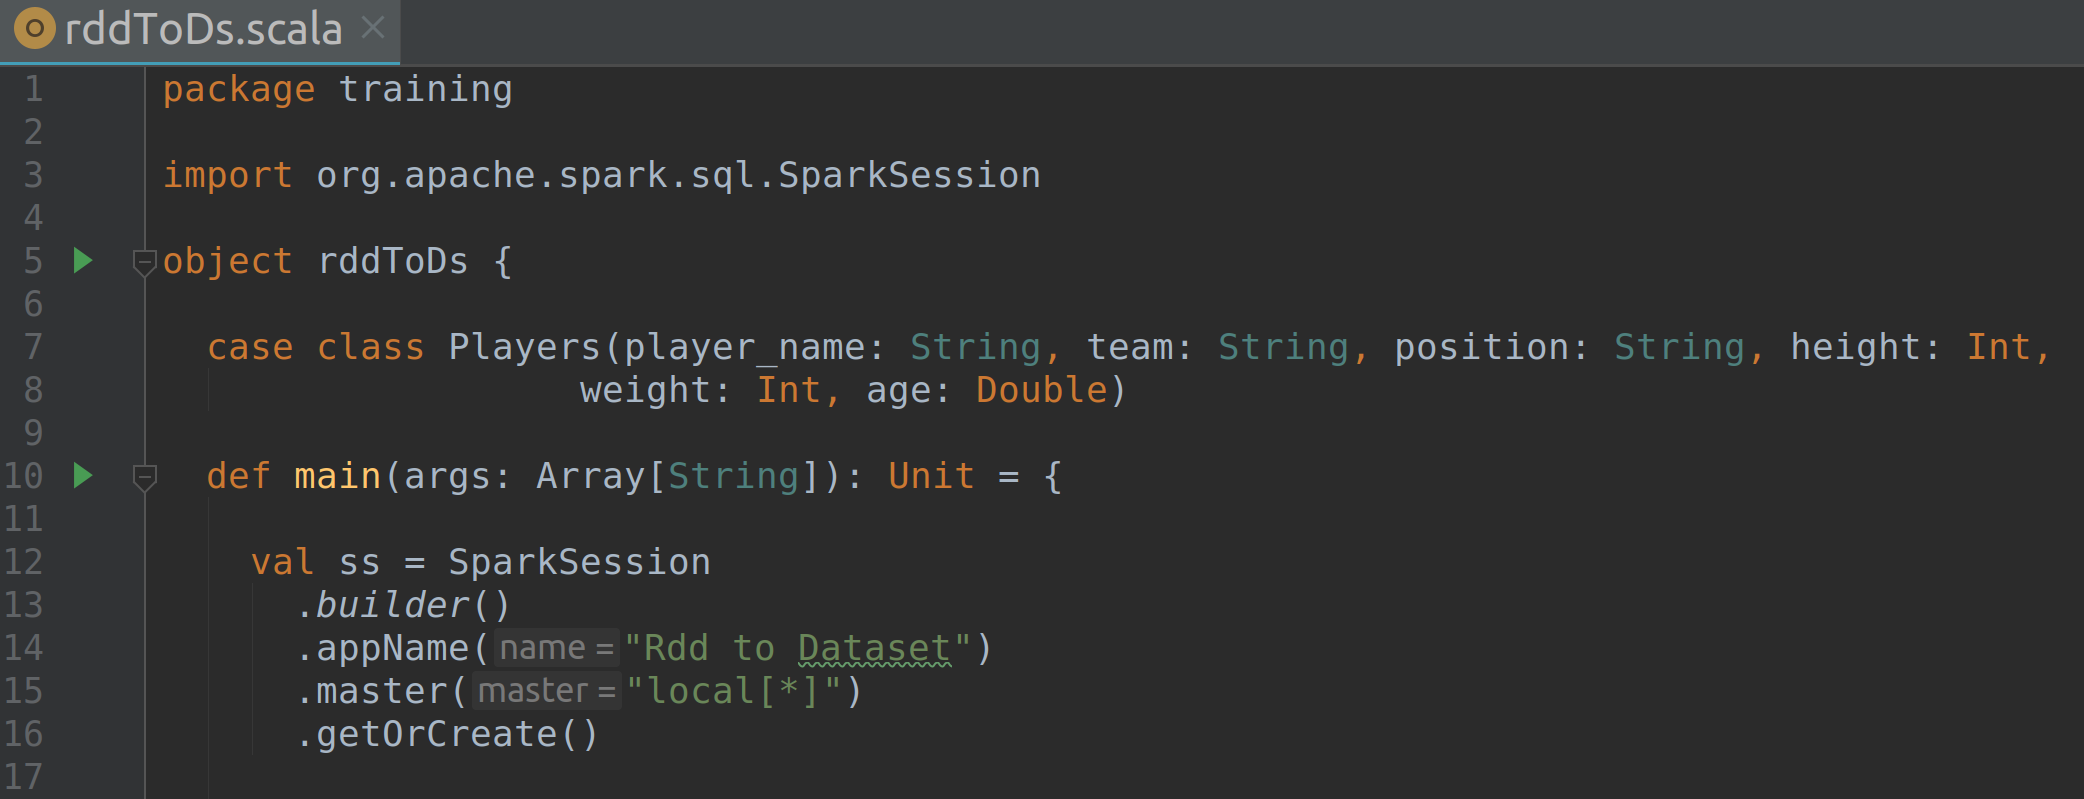 rddToDs.scala
1 package training
2
3 import org.apache.spark.sql.SparkSession
4
5 object rddToDs {
6
7   case class Players(player_name: String, team: String, position: String, height: Int,
8                    weight: Int, age: Double)
9
10   def main(args: Array[String]): Unit = {
11
12     val ss = SparkSession
13       .builder()
14       .appName( name = "Rdd to Dataset")
15       .master( master = "local[*]")
16       .getOrCreate()
17